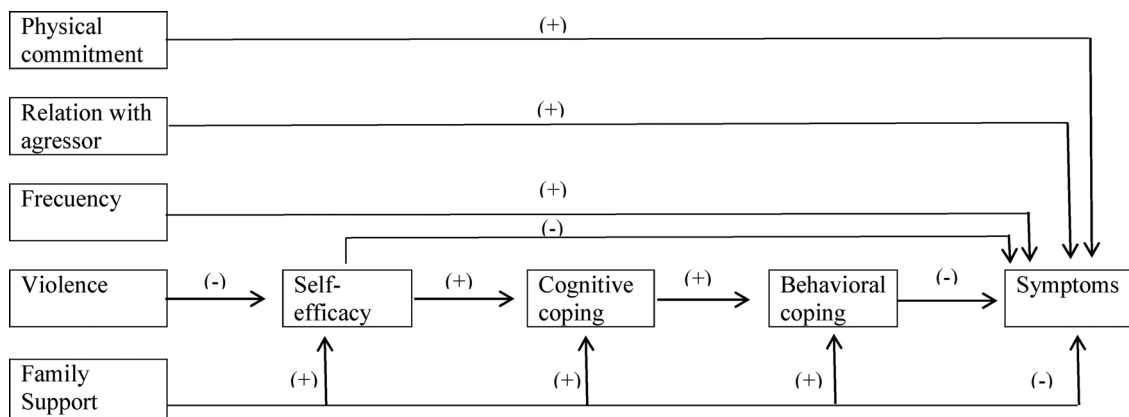 Physical
commitment
(+)
Relation with
agressor
(+)
Frecuency
(+)
(-)
Violence
(-)
Self-
efficacy
(+)
Cognitive
coping
(+)
Behavioral
coping
(-)
Symptoms
Family
Support
(+)
(+)
(+)
(-)